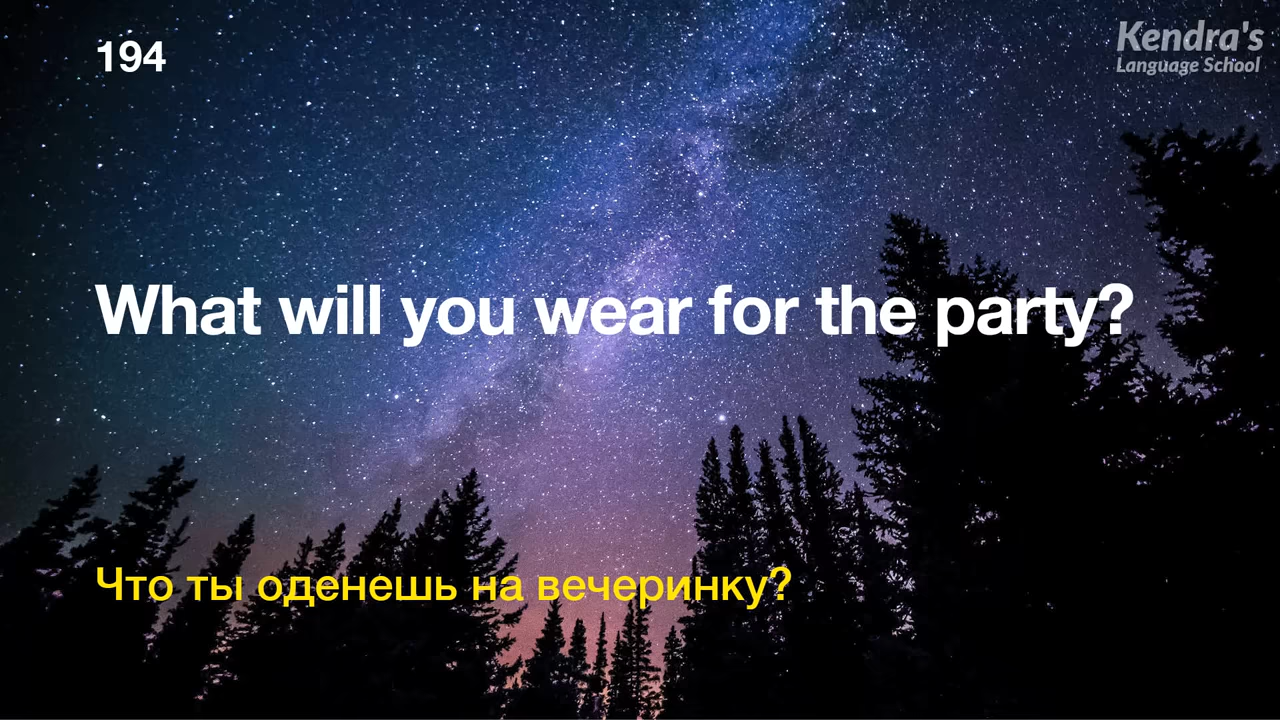 194
Kendra's
Language School
What will you wear for the party?
Что ты оденешь на вечеринку?